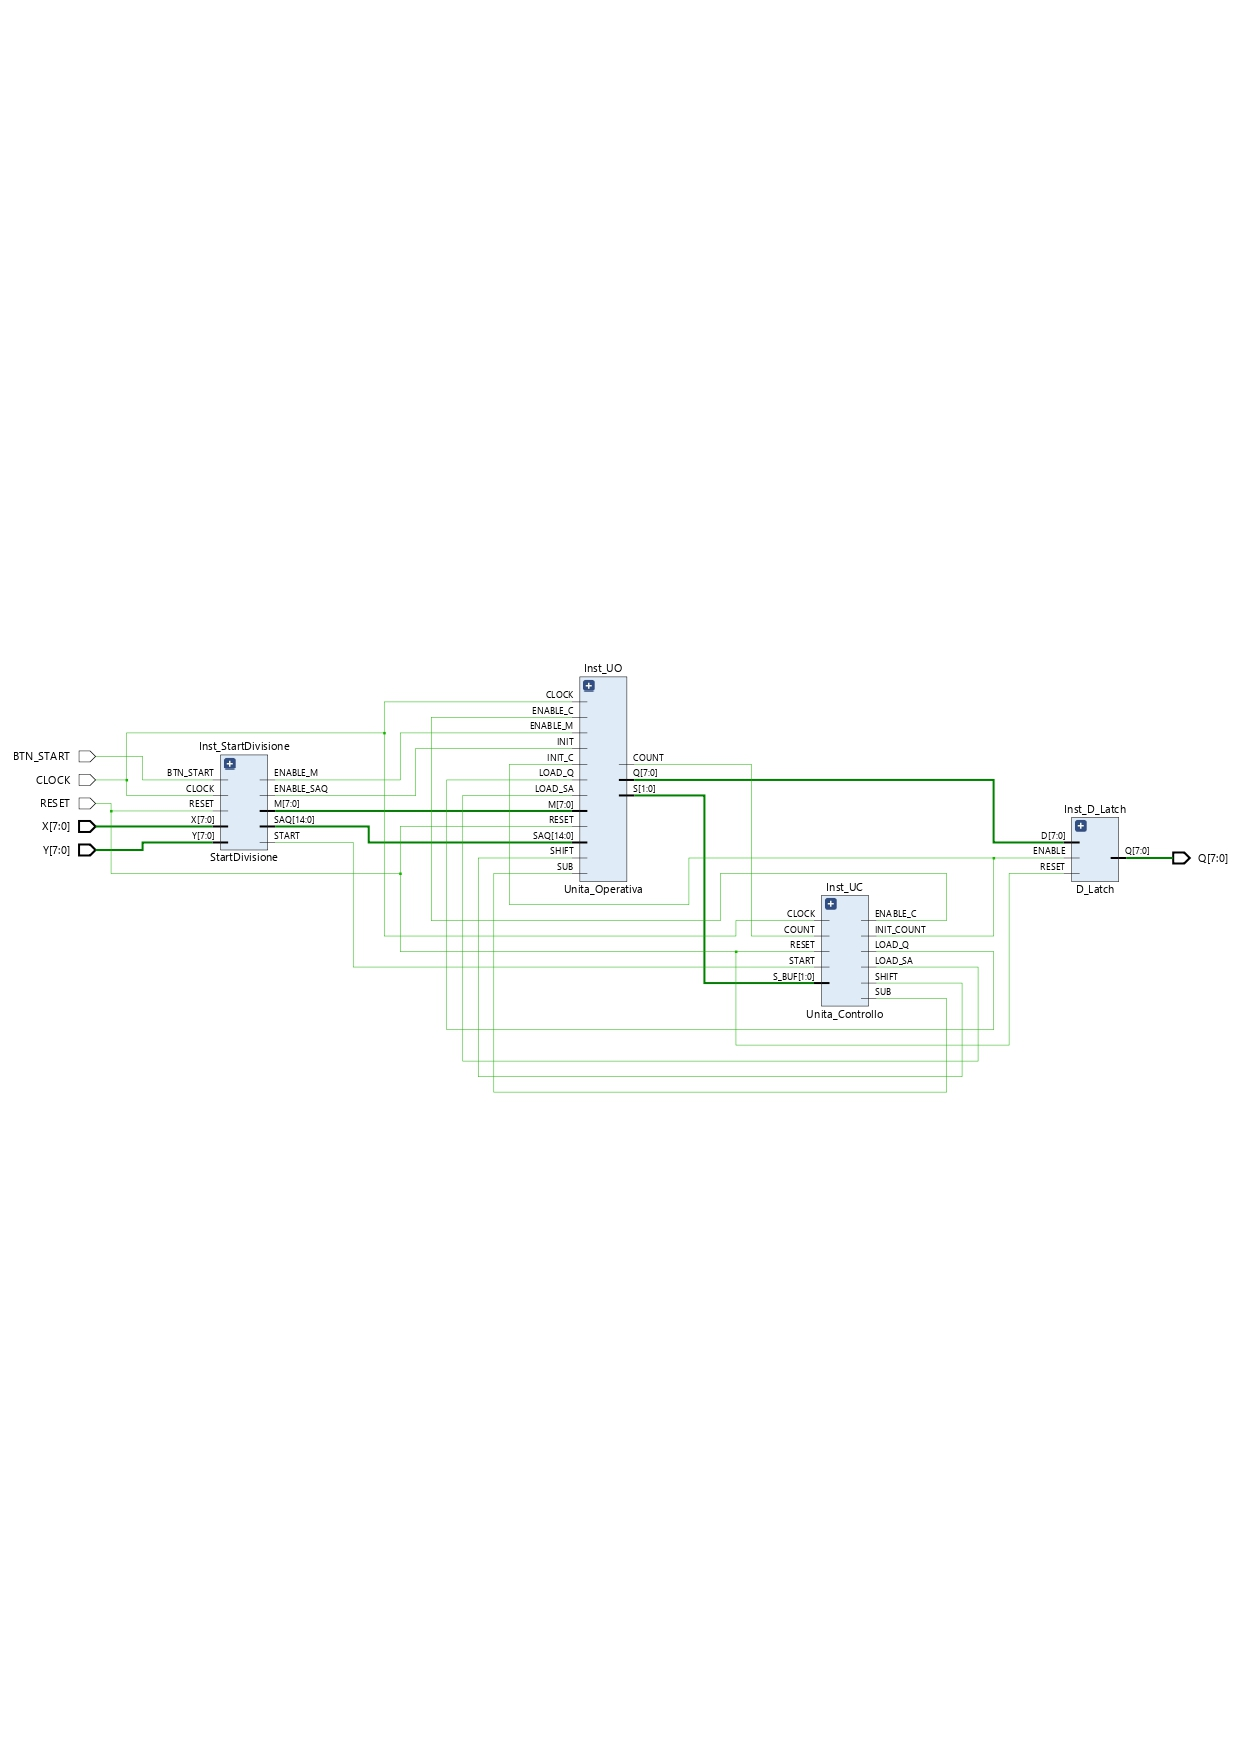 BTN_START
CLOCK
RESET
X[7:0]
Y[7:0]
Inst_StartDivisione
BTN_START
CLOCK
RESET
X[7:0]
Y[7:0]
ENABLE_M
ENABLE_SAQ
M[7:0]
SAQ[14:0]
START
StartDivisione
Inst_UO
CLOCK
ENABLE_C
ENABLE_M
INIT
INIT_C
LOAD_Q
LOAD_SA
M[7:0]
RESET
SAQ[14:0]
SHIFT
SUB
COUNT
Q[7:0]
S[1:0]
Unita_Operativa
Inst_UC
CLOCK
COUNT
RESET
START
S_BUF[1:0]
ENABLE_C
INIT_COUNT
LOAD_Q
LOAD_SA
SHIFT
SUB
Unita_Controllo
Inst_D_Latch
D[7:0]
ENABLE
RESET
Q[7:0]
D_Latch
Q[7:0]